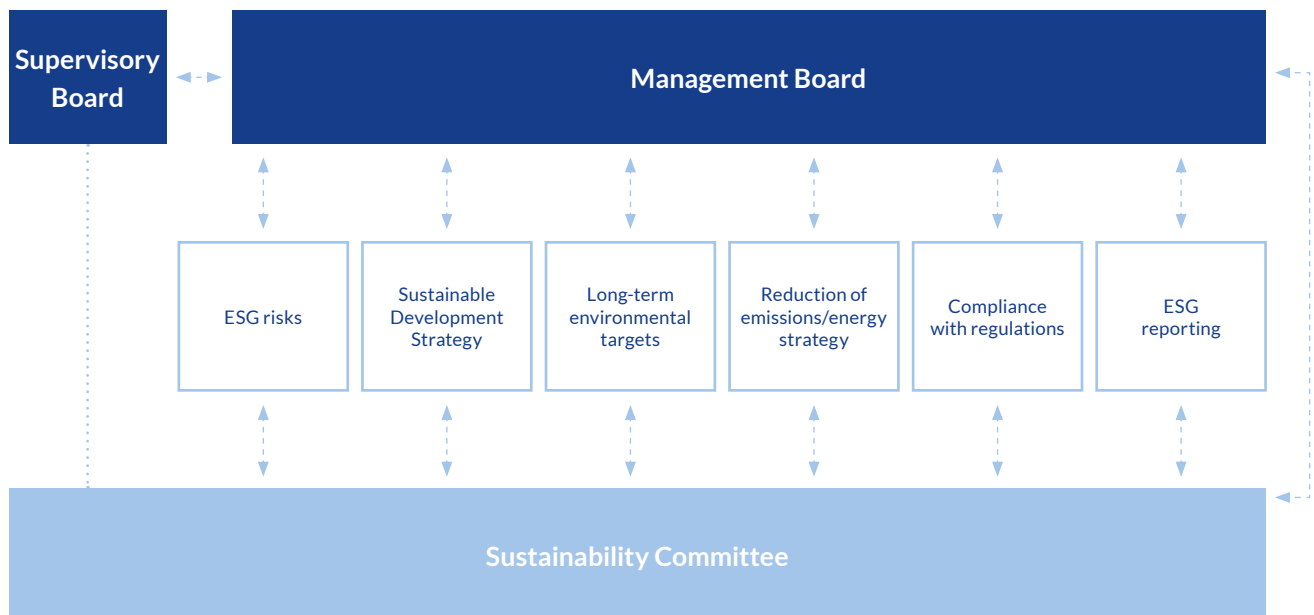 Supervisory
Board
Management Board
ESG risks
Sustainable
Development
Strategy
Long-term
environmental
targets
Reduction of
emissions/energy
strategy
Compliance
with regulations
ESG
reporting
Sustainability Committee